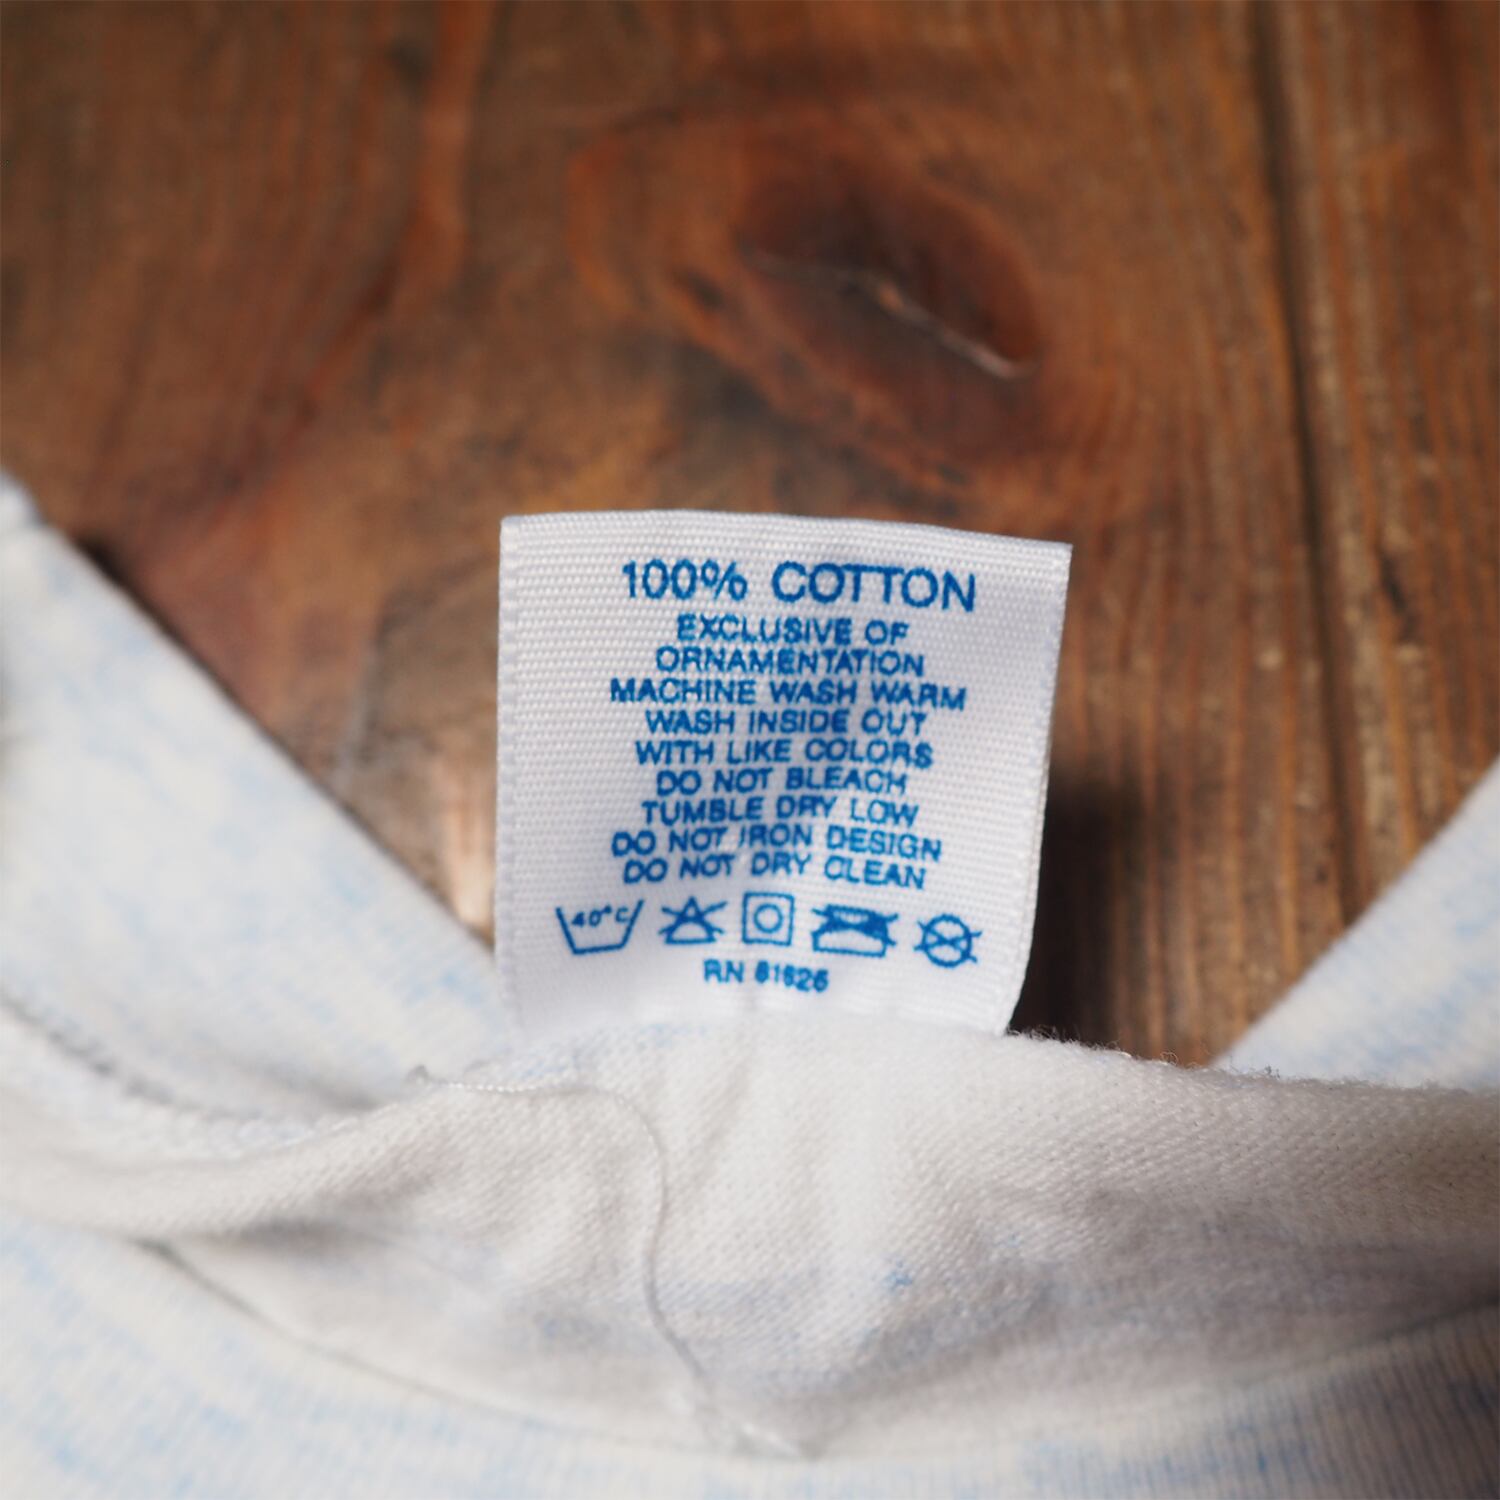 100% COTTON
EXCLUSIVE OF
ORNAMENTATION
MACHINE WASH WARM
WASH INSIDE OUT
WITH LIKE COLORS
DO NOT BLEACH
TUMBLE DRY LOW
DO NOT IRON DESIGN
DO NOT DRY CLEAN
40°C
RN